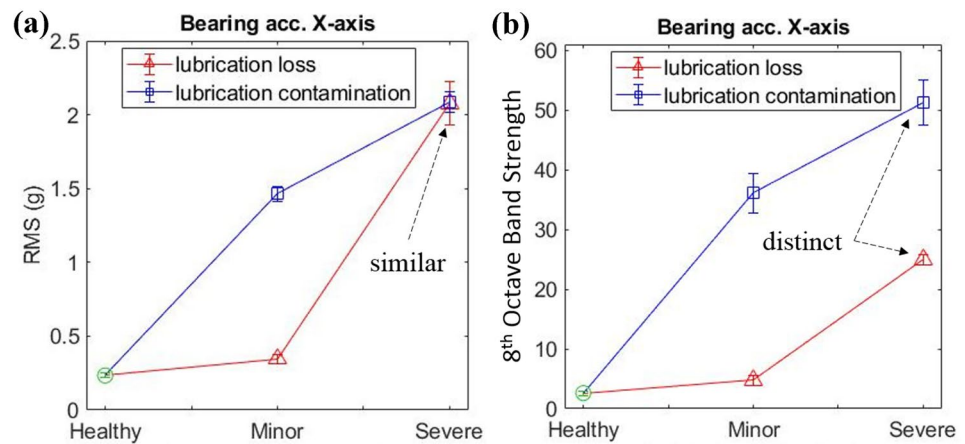 (a)
Bearing acc. X-axis
2.5
2
1.5
1
0.5
0
RMS (g)
lubrication loss
lubrication contamination
similar
Healthy Minor Severe
(b)
Bearing acc. X-axis
60
50
40
30
20
10
0
8th Octave Band Strength
lubrication loss
lubrication contamination
distinct
Healthy Minor Severe